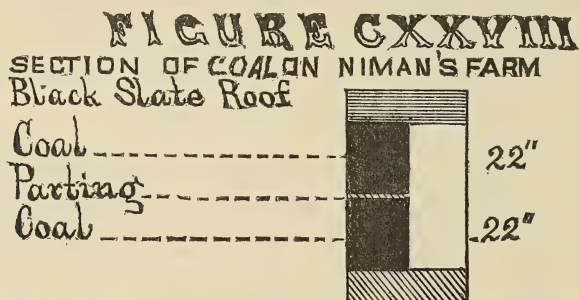 FIGURE CXXVIII
SECTION OF COAL ON NIMAN'S FARM
Black Slate Roof
Coal 22"
Parting
Coal 22"